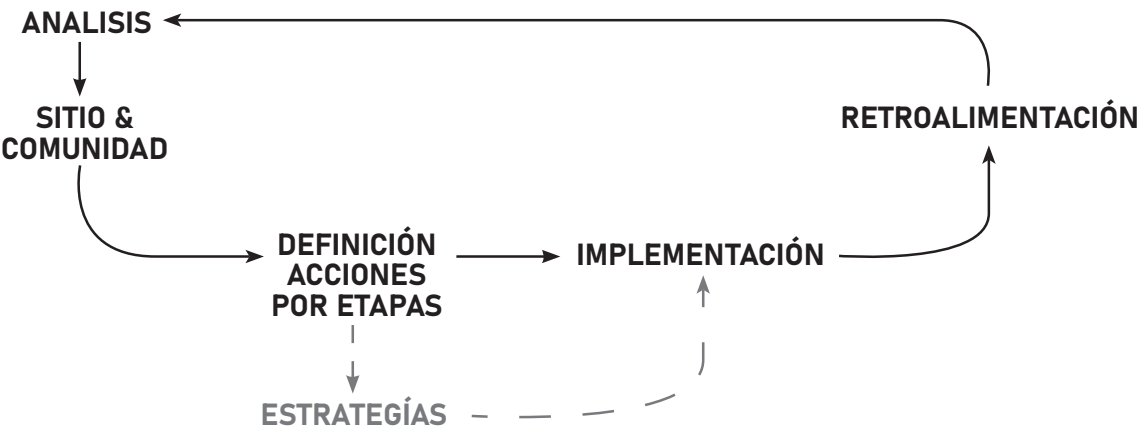 ANALISIS
SITIO &
COMUNIDAD
RETROALIMENTACIÓN
DEFINICIÓN
ACCIONES
POR ETAPAS
IMPLEMENTACIÓN
ESTRATEGÍAS